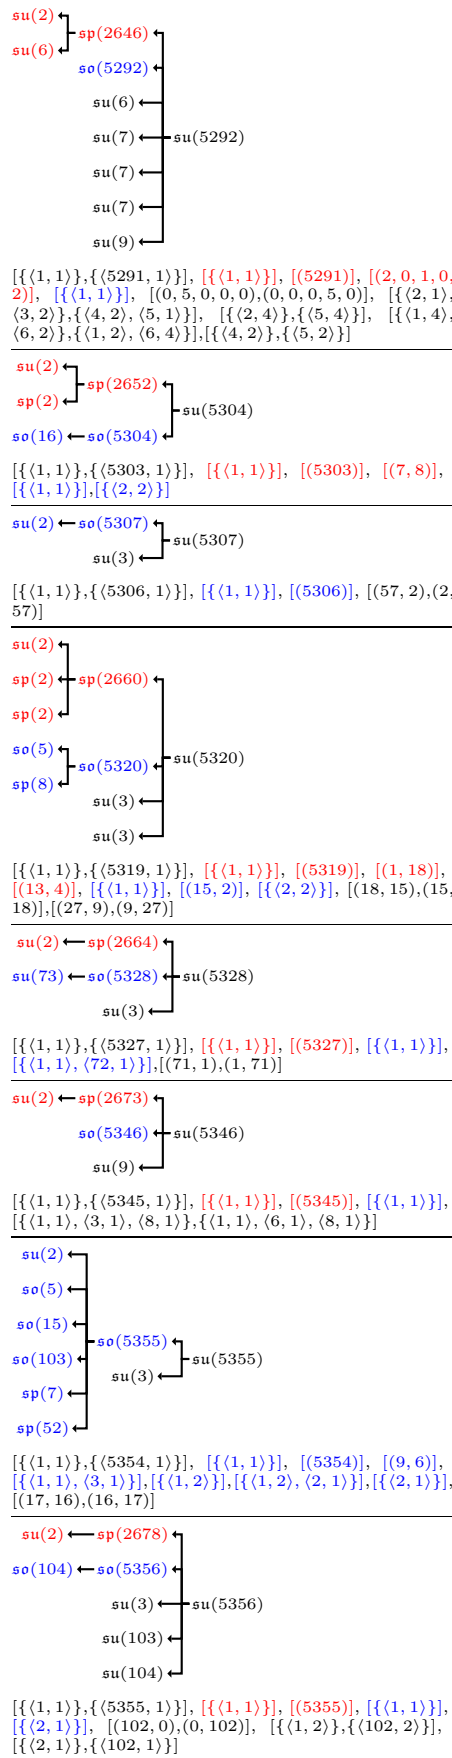 𝔰𝔲(2)
𝔰𝔲(6)
𝔰𝔭(2646)
𝔰𝔬(5292)
𝔰𝔲(6)
𝔰𝔲(7)
𝔰𝔲(5292)
𝔰𝔲(7)
𝔰𝔲(7)
𝔰𝔲(9)
[{⟨1, 1⟩},{⟨5291, 1⟩}], [{⟨1, 1⟩}], [(5291)], [(2, 0, 1, 0,
2)], [{⟨1, 1⟩}], [(0, 5, 0, 0, 0),(0, 0, 0, 5, 0)], [{⟨2, 1⟩,
⟨3, 2⟩},{⟨4, 2⟩, ⟨5, 1⟩}], [{⟨2, 4⟩},{⟨5, 4⟩}], [{⟨1, 4⟩,
⟨6, 2⟩},{⟨1, 2⟩, ⟨6, 4⟩}],[{⟨4, 2⟩},{⟨5, 2⟩}]
𝔰𝔲(2)
𝔰𝔭(2)
𝔰𝔭(2652)
𝔰𝔲(5304)
𝔰𝔬(16)
𝔰𝔬(5304)
[{⟨1, 1⟩},{⟨5303, 1⟩}], [{⟨1, 1⟩}], [(5303)], [(7, 8)],
[{⟨1, 1⟩}],[{⟨2, 2⟩}]
𝔰𝔲(2)
𝔰𝔬(5307)
𝔰𝔲(5307)
𝔰𝔲(3)
[{⟨1, 1⟩},{⟨5306, 1⟩}], [{⟨1, 1⟩}], [(5306)], [(57, 2),(2,
57)]
𝔰𝔲(2)
𝔰𝔭(2)
𝔰𝔭(2660)
𝔰𝔭(2)
𝔰𝔬(5)
𝔰𝔭(8)
𝔰𝔬(5320)
𝔰𝔲(5320)
𝔰𝔲(3)
𝔰𝔲(3)
[{⟨1, 1⟩},{⟨5319, 1⟩}], [{⟨1, 1⟩}], [(5319)], [(1, 18)],
[(13, 4)], [{⟨1, 1⟩}], [(15, 2)], [{⟨2, 2⟩}], [(18, 15),(15,
18)],[(27, 9),(9, 27)]
𝔰𝔲(2)
𝔰𝔭(2664)
𝔰𝔲(73)
𝔰𝔬(5328)
𝔰𝔲(5328)
𝔰𝔲(3)
[{⟨1, 1⟩},{⟨5327, 1⟩}], [{⟨1, 1⟩}], [(5327)], [{⟨1, 1⟩}],
[{⟨1, 1⟩, ⟨72, 1⟩}],[(71, 1),(1, 71)]
𝔰𝔲(2)
𝔰𝔭(2673)
𝔰𝔬(5346)
𝔰𝔲(5346)
𝔰𝔲(9)
[{⟨1, 1⟩},{⟨5345, 1⟩}], [{⟨1, 1⟩}], [(5345)], [{⟨1, 1⟩}],
[{⟨1, 1⟩, ⟨3, 1⟩, ⟨8, 1⟩},{⟨1, 1⟩, ⟨6, 1⟩, ⟨8, 1⟩}]
𝔰𝔲(2)
𝔰𝔬(5)
𝔰𝔬(15)
𝔰𝔬(103)
𝔰𝔭(7)
𝔰𝔭(52)
𝔰𝔬(5355)
𝔰𝔲(3)
𝔰𝔲(5355)
[{⟨1, 1⟩},{⟨5354, 1⟩}], [{⟨1, 1⟩}], [(5354)], [(9, 6)],
[{⟨1, 1⟩, ⟨3, 1⟩}],[{⟨1, 2⟩}],[{⟨1, 2⟩, ⟨2, 1⟩}],[{⟨2, 1⟩}],
[(17, 16),(16, 17)]
𝔰𝔲(2)
𝔰𝔭(2678)
𝔰𝔬(104)
𝔰𝔬(5356)
𝔰𝔲(3)
𝔰𝔲(5356)
𝔰𝔲(103)
𝔰𝔲(104)
[{⟨1, 1⟩},{⟨5355, 1⟩}], [{⟨1, 1⟩}], [(5355)], [{⟨1, 1⟩}],
[{⟨2, 1⟩}], [(102, 0),(0, 102)], [{⟨1, 2⟩},{⟨102, 2⟩}],
[{⟨2, 1⟩},{⟨102, 1⟩}]